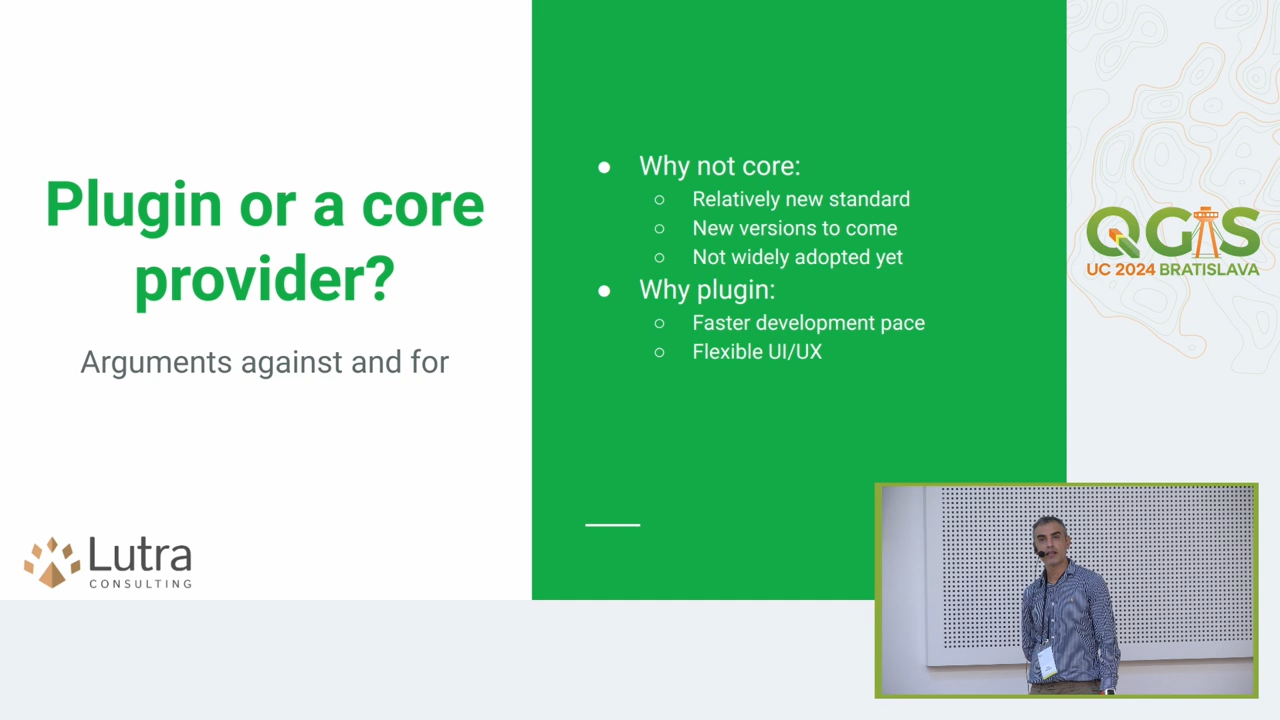 Plugin or a core
provider?
Arguments against and for
● Why not core:
○ Relatively new standard
○ New versions to come
○ Not widely adopted yet
● Why plugin:
○ Faster development pace
○ Flexible UI/UX
Lutra
CONSULTING
QGIS
UC 2024 BRATISLAVA